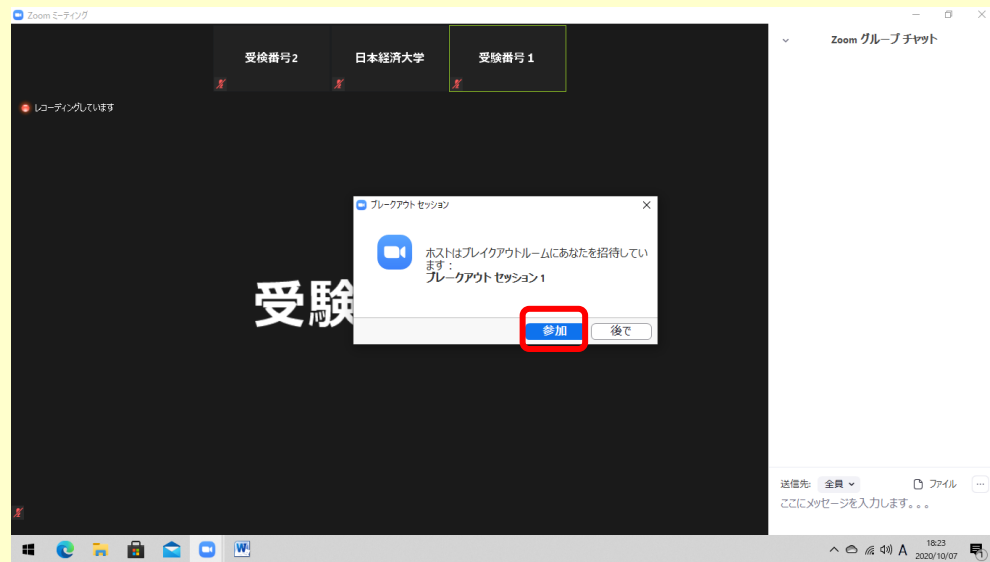 Zoom ミーティング
受検番号2
日本経済大学
受験番号1
レコーディングしています
Zoom グループ チャット
ブレークアウト セッション
ホストはブレイクアウトルームにあなたを招待してい
ます：
ブレークアウト セッション 1
受験
参加
後で
送信先:
全員
ファイル
ここにメッセージを入力します。。。
A
18:23
2020/10/07
1